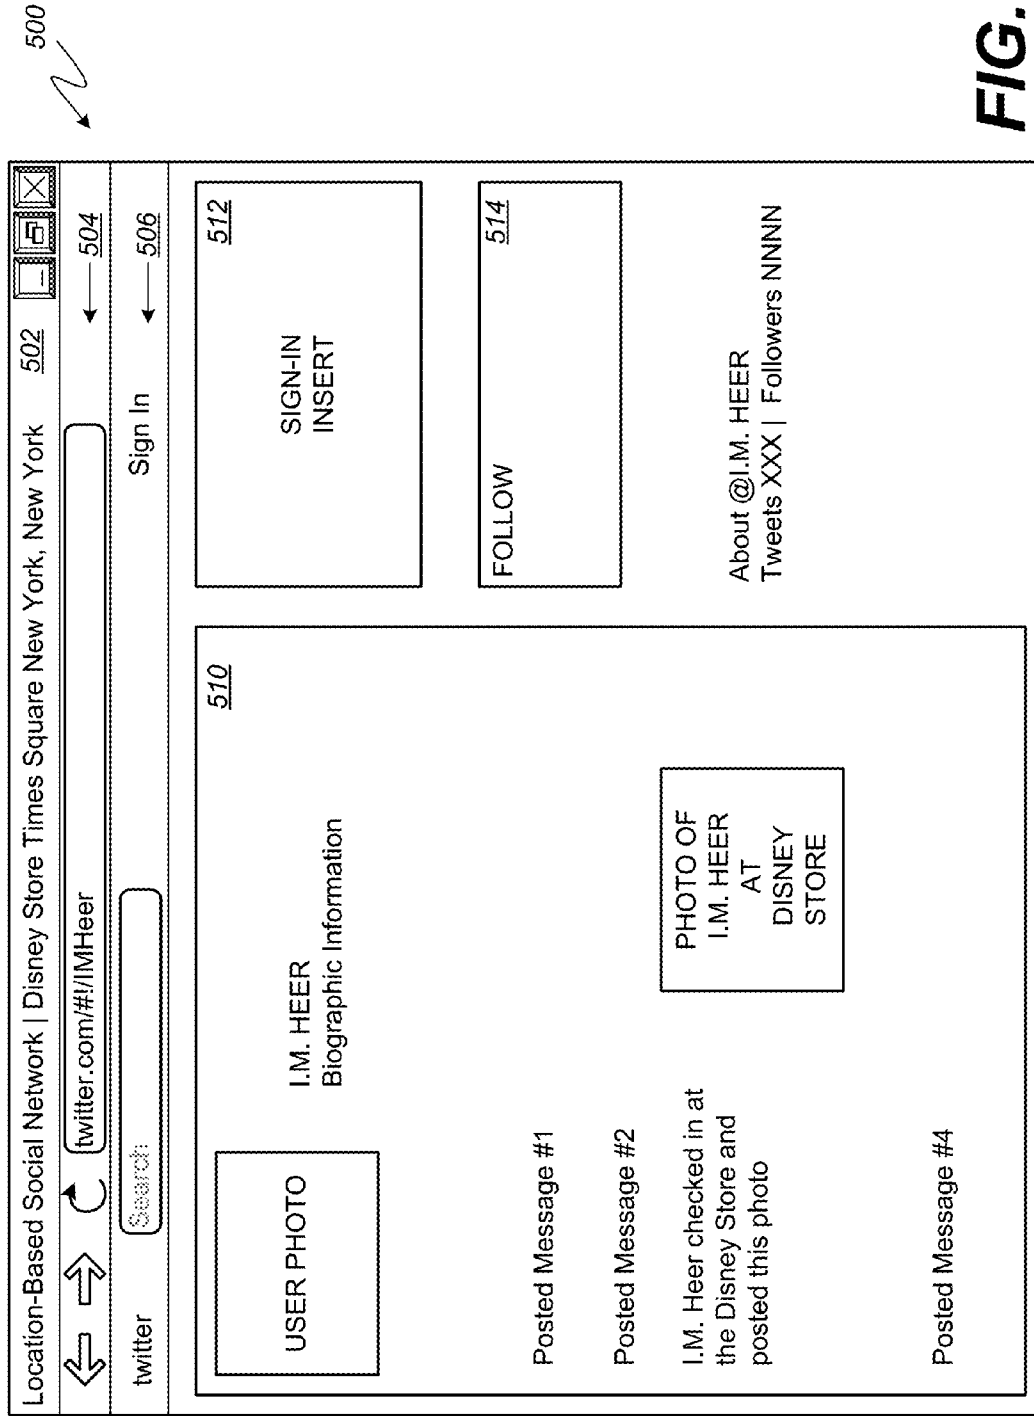 500
Location-Based Social Network | Disney Store Times Square New York, New York 502
twitter.com/#!/IMHeer
504
twitter
Search
Sign In
506
510
USER PHOTO
I.M. HEER
Biographic Information
Posted Message #1
Posted Message #2
I.M. Heer checked in at
the Disney Store and
posted this photo
PHOTO OF
I.M. HEER
AT
DISNEY
STORE
Posted Message #4
512
SIGN-IN
INSERT
514
FOLLOW
About @I.M. HEER
Tweets XXX | Followers NNNN
FIG.